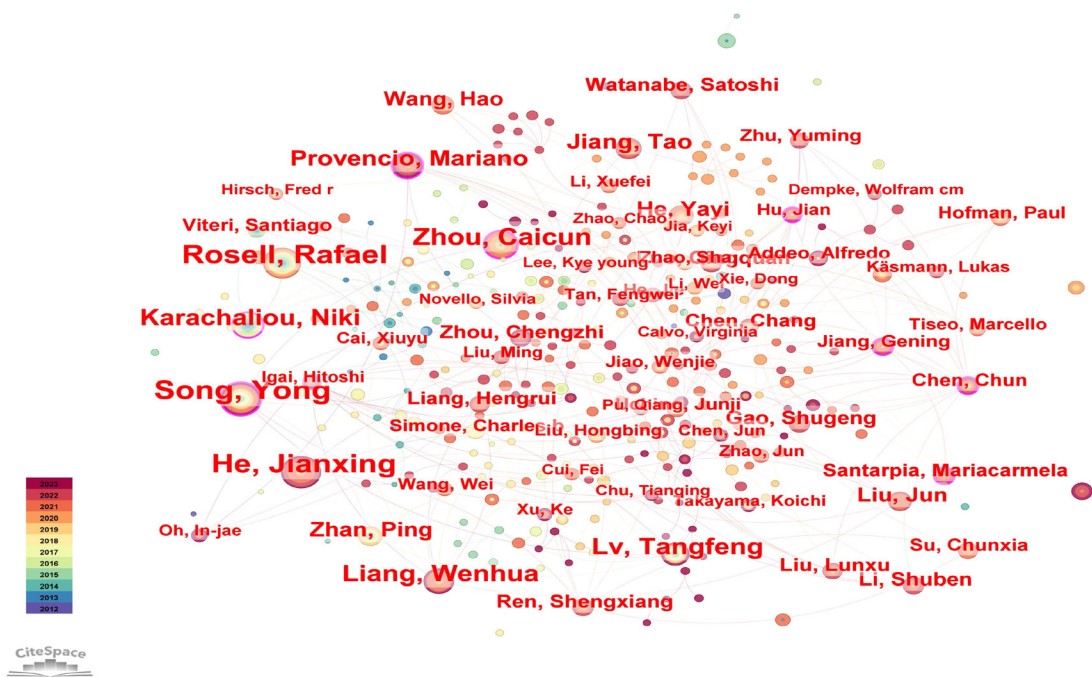 Watanabe, Satoshi
Wang, Hao
Jiang, Tao
Zhu, Yuming
Provencio, Mariano
Li, Xuefei
Hirsch, Fred r
Dempke, Wolfram cm
He, Yayi
Hu, Jian
Hofman, Paul
Zhao, Chao
Jia, Keyi
Viteri, Santiago
Zhou, Caicun
Rosell, Rafael
Addeo, Alfredo
Zhao, Sha
Lee, Kye young
Käsmann, Lukas
Xie, Dong
Li, Wei
Novello, Silvia
Tan, Fengwei
Karachaliou, Niki
Chen, Chang
Tiseo, Marcello
Zhou, Chengzhi
Calvo, Virginia
Cai, Xiuyu
Jiang, Gening
Liu, Ming
Jiao, Wenjie
Igai, Hitoshi
Chen, Chun
Song, Yong
Liang, Hengrui
Pu, Qiang
Junji
Gao, Shugeng
Simone, Charles
Liu, Hongbing
Chen, Jun
Zhao, Jun
He, Jianxing
Cui, Fei
Santarpia, Mariacarmela
Wang, Wei
Chu, Tianqing
Takayama, Koichi
Liu, Jun
Xu, Ke
Oh, In-jae
Zhan, Ping
Lv, Tangfeng
Su, Chunxia
Liu, Lunxu
Liang, Wenhua
Li, Shuben
Ren, Shengxiang
2023
2022
2021
2020
2019
2018
2017
2016
2015
2014
2013
2012
CiteSpace